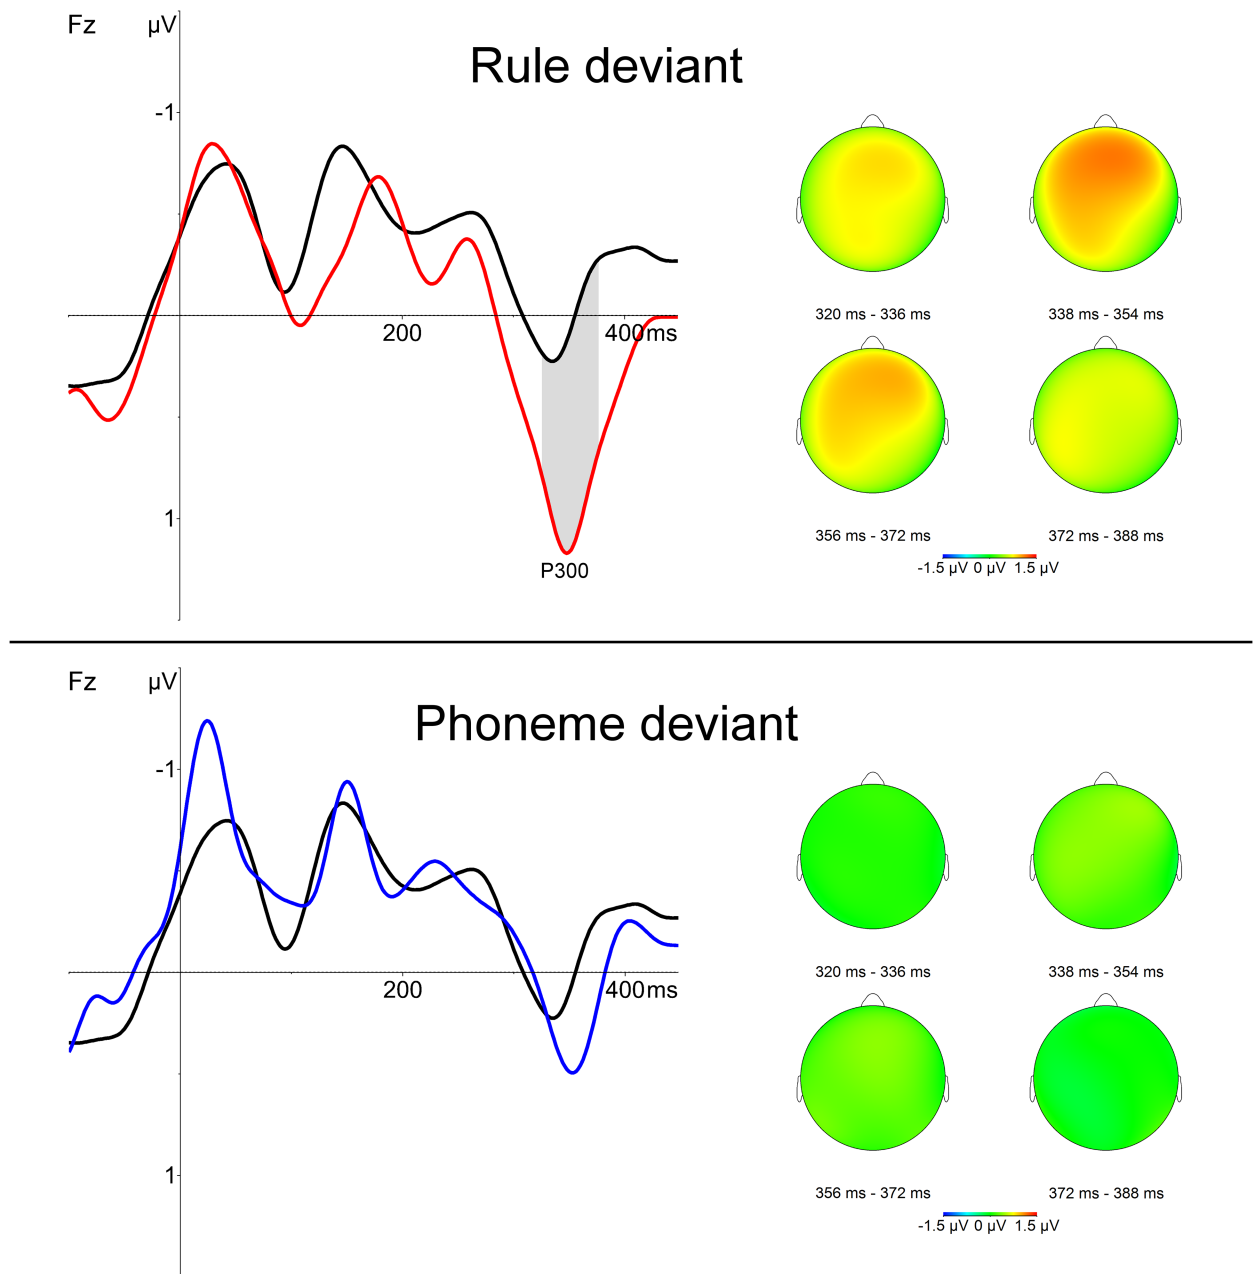 Fz µV
Rule deviant
-1
200 400ms
1
P300
320 ms - 336 ms 338 ms - 354 ms
356 ms - 372 ms 372 ms - 388 ms
-1.5 µV 0 µV 1.5 µV
Fz µV
Phoneme deviant
-1
200 400ms
1
320 ms - 336 ms 338 ms - 354 ms
356 ms - 372 ms 372 ms - 388 ms
-1.5 µV 0 µV 1.5 µV